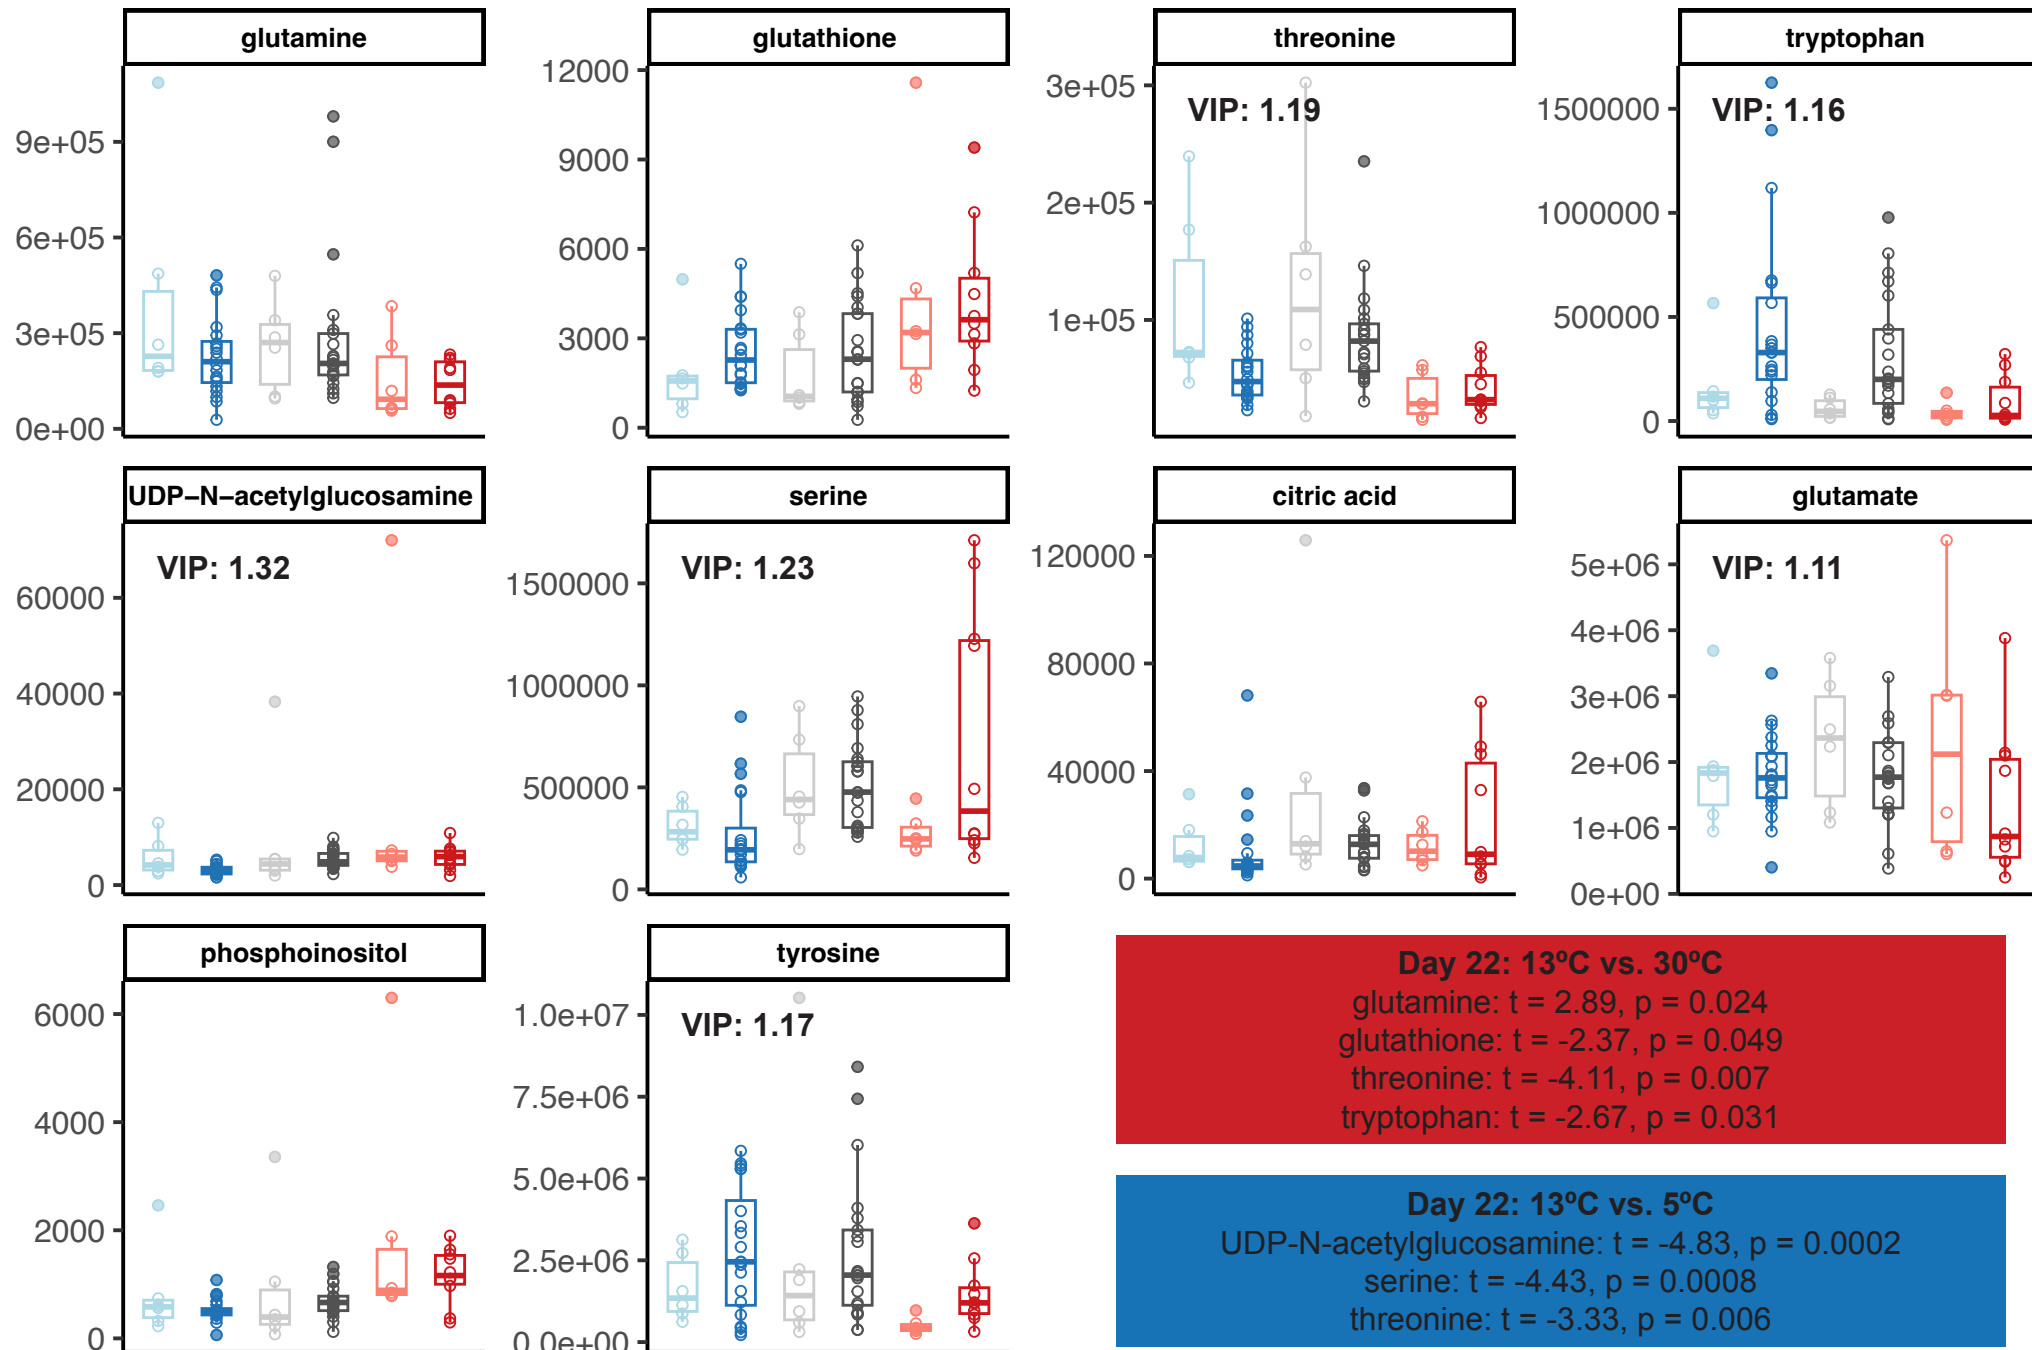 glutamine
glutathione
threonine
tryptophan
9e+05
6e+05
3e+05
0e+00
12000
9000
6000
3000
0
VIP: 1.19
3e+05
2e+05
1e+05
VIP: 1.16
1500000
1000000
500000
0
UDP–N–acetylglucosamine
serine
citric acid
glutamate
VIP: 1.32
60000
40000
20000
0
VIP: 1.23
1500000
1000000
500000
0
120000
80000
40000
0
VIP: 1.11
5e+06
4e+06
3e+06
2e+06
1e+06
0e+00
phosphoinositol
tyrosine
6000
4000
2000
0
VIP: 1.17
1.0e+07
7.5e+06
5.0e+06
2.5e+06
0.0e+00
Day 22: 13ºC vs. 30ºC
glutamine: t = 2.89, p = 0.024
glutathione: t = -2.37, p = 0.049
threonine: t = -4.11, p = 0.007
tryptophan: t = -2.67, p = 0.031
Day 22: 13ºC vs. 5ºC
UDP-N-acetylglucosamine: t = -4.83, p = 0.0002
serine: t = -4.43, p = 0.0008
threonine: t = -3.33, p = 0.006